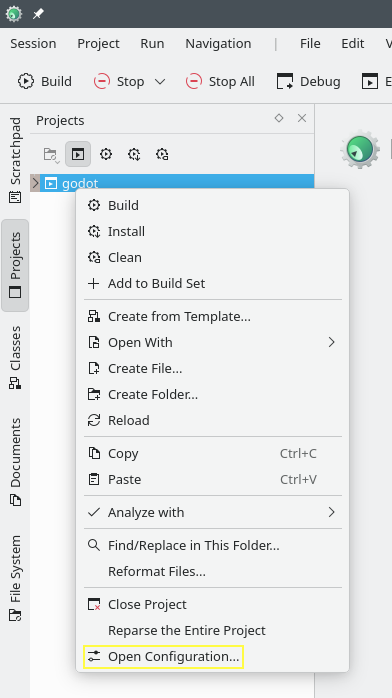 Session Project Run Navigation | File Edit
Build Stop Stop All Debug
Projects
Scratchpad
Projects
Classes
Documents
File System
godot
Build
Install
Clean
Add to Build Set
Create from Template...
Open With
Create File...
Create Folder...
Reload
Copy Ctrl+C
Paste Ctrl+V
Analyze with
Find/Replace in This Folder...
Reformat Files...
Close Project
Reparse the Entire Project
Open Configuration...